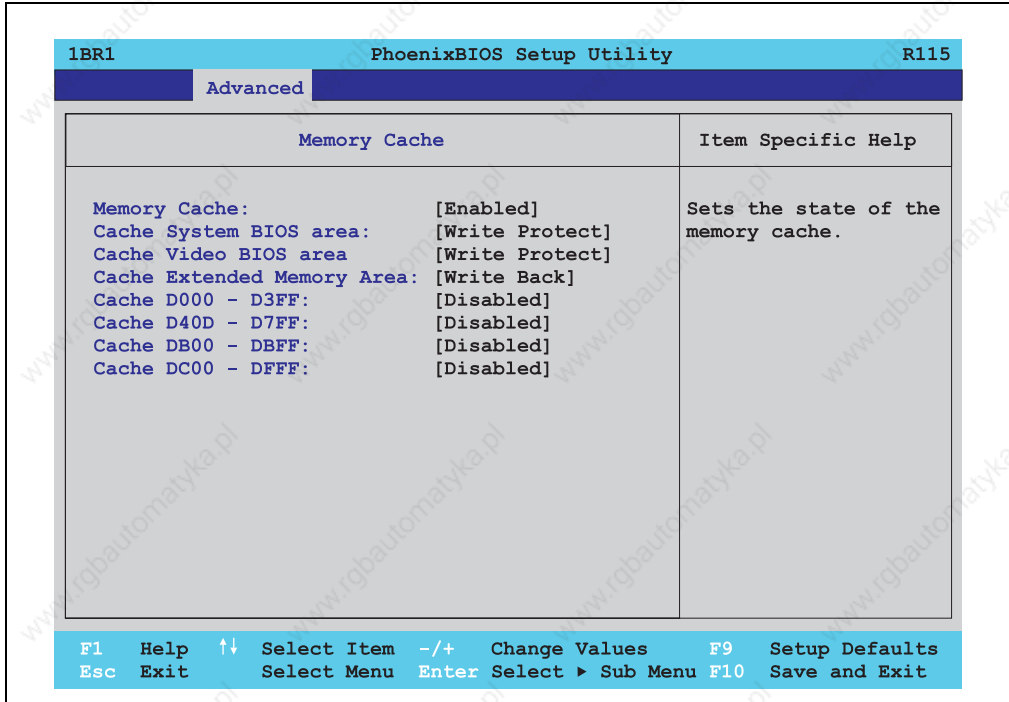 1BR1 PhoenixBIOS Setup Utility R115
Advanced
Memory Cache
Item Specific Help
Memory Cache: [Enabled]
Cache System BIOS area: [Write Protect]
Cache Video BIOS area [Write Protect]
Cache Extended Memory Area: [Write Back]
Cache D000 - D3FF: [Disabled]
Cache D40D - D7FF: [Disabled]
Cache DB00 - DBFF: [Disabled]
Cache DC00 - DFFF: [Disabled]
Sets the state of the
memory cache.
F1 Help ↑↓ Select Item -/+ Change Values F9 Setup Defaults
Esc Exit Select Menu Enter Select ▶ Sub Menu F10 Save and Exit
www.rgbautomatyka.pl